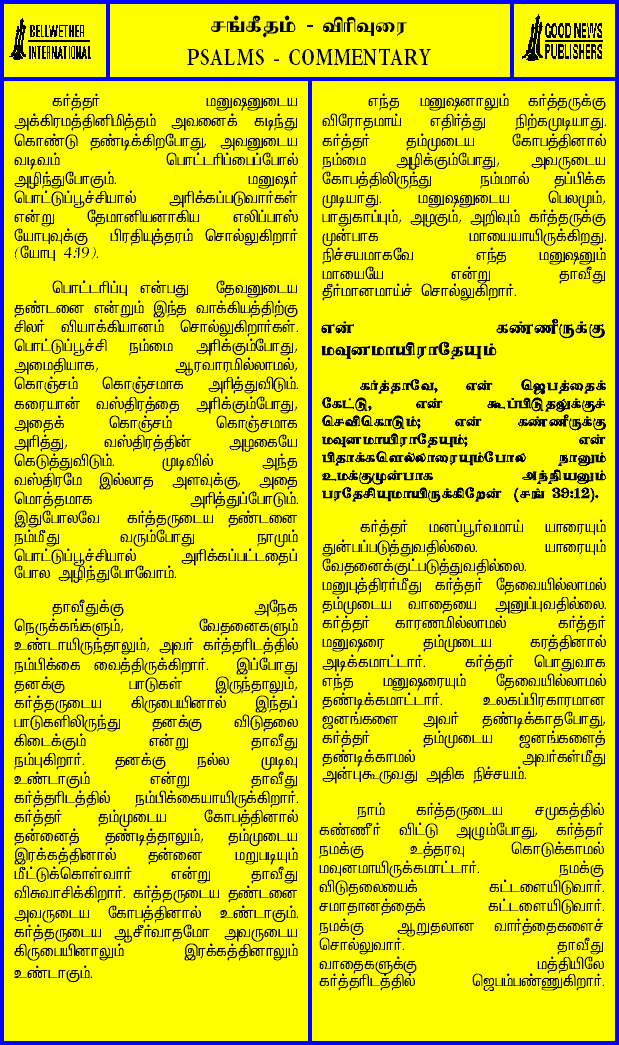 BELLWETHER
INTERNATIONAL
சங்கீதம் - விரிவுரை
PSALMS - COMMENTARY
GOOD NEWS
PUBLISHERS
கர்த்தர் மனுஷனுடைய
அக்கிரமத்தினிமித்தம் அவனைக் கடிந்து
கொண்டு தண்டிக்கிறபோது, அவனுடைய
வடிவம் பொட்டரிப்பைப்போல்
அழிந்துபோகும். மனுஷர்
பொட்டுப்பூச்சியால் அரிக்கப்படுவார்கள்
என்று தேமானியனாகிய எலிப்பாஸ்
யோபுவுக்கு பிரதியுத்தரம் சொல்லுகிறார்
(யோபு 4:19).
பொட்டரிப்பு என்பது தேவனுடைய
தண்டனை என்றும் இந்த வாக்கியத்திற்கு
சிலர் வியாக்கியானம் சொல்லுகிறார்கள்.
பொட்டுப்பூச்சி நம்மை அரிக்கும்போது,
அமைதியாக, ஆரவாரமில்லாமல்,
கொஞ்சம் கொஞ்சமாக அரித்துவிடும்.
கரையான் வஸ்திரத்தை அரிக்கும்போது,
அதைக் கொஞ்சம் கொஞ்சமாக
அரித்து, வஸ்திரத்தின் அழகையே
கெடுத்துவிடும். முடிவில் அந்த
வஸ்திரமே இல்லாத அளவுக்கு, அதை
மொத்தமாக அரித்துப்போடும்.
இதுபோலவே கர்த்தருடைய தண்டனை
நம்மீது வரும்போது நாமும்
பொட்டுப்பூச்சியால் அரிக்கப்பட்டதைப்
போல அழிந்துபோவோம்.
தாவீதுக்கு அநேக
நெருக்கங்களும், வேதனைகளும்
உண்டாயிருந்தாலும், அவர் கர்த்தரிடத்தில்
நம்பிக்கை வைத்திருக்கிறார். இப்போது
தனக்கு பாடுகள் இருந்தாலும்,
கர்த்தருடைய கிருபையினால் இந்தப்
பாடுகளிலிருந்து தனக்கு விடுதலை
கிடைக்கும் என்று தாவீது
நம்புகிறார். தனக்கு நல்ல முடிவு
உண்டாகும் என்று தாவீது
கர்த்தரிடத்தில் நம்பிக்கையாயிருக்கிறார்.
கர்த்தர் தம்முடைய கோபத்தினால்
தன்னைத் தண்டித்தாலும், தம்முடைய
இரக்கத்தினால் தன்னை மறுபடியும்
மீட்டுக்கொள்வார் என்று தாவீது
விசுவாசிக்கிறார். கர்த்தருடைய தண்டனை
அவருடைய கோபத்தினால் உண்டாகும்.
கர்த்தருடைய ஆசீர்வாதமோ அவருடைய
கிருபையினாலும் இரக்கத்தினாலும்
உண்டாகும்.
எந்த மனுஷனாலும் கர்த்தருக்கு
விரோதமாய் எதிர்த்து நிற்கமுடியாது.
கர்த்தர் தம்முடைய கோபத்தினால்
நம்மை அழிக்கும்போது, அவருடைய
கோபத்திலிருந்து நம்மால் தப்பிக்க
முடியாது. மனுஷனுடைய பெலமும்,
பாதுகாப்பும், அழகும், அறிவும் கர்த்தருக்கு
முன்பாக மாயையாயிருக்கிறது.
நிச்சயமாகவே எந்த மனுஷனும்
மாயையே என்று தாவீது
தீர்மானமாய்ச் சொல்லுகிறார்.
என் கண்ணீருக்கு
மவுனமாயிராதேயும்
கர்த்தாவே, என் ஜெபத்தைக்
கேட்டு, என் கூப்பிடுதலுக்குச்
செவிகொடும்; என் கண்ணீருக்கு
மவுனமாயிராதேயும்; என்
பிதாக்களெல்லாரையும்போல நானும்
உமக்குமுன்பாக அந்நியனும்
பரதேசியுமாயிருக்கிறேன் (சங் 39:12).
கர்த்தர் மனப்பூர்வமாய் யாரையும்
துன்பப்படுத்துவதில்லை. யாரையும்
வேதனைக்குட்படுத்துவதில்லை.
மனுபுத்திரர்மீது கர்த்தர் தேவையில்லாமல்
தம்முடைய வாதையை அனுப்புவதில்லை.
கர்த்தர் காரணமில்லாமல் கர்த்தர்
மனுஷரை தம்முடைய கரத்தினால்
அடிக்கமாட்டார். கர்த்தர் பொதுவாக
எந்த மனுஷரையும் தேவையில்லாமல்
தண்டிக்கமாட்டார். உலகப்பிரகாரமான
ஜனங்களை அவர் தண்டிக்காதபோது,
கர்த்தர் தம்முடைய ஜனங்களைத்
தண்டிக்காமல் அவர்கள்மீது
அன்புகூருவது அதிக நிச்சயம்.
நாம் கர்த்தருடைய சமுகத்தில்
கண்ணீர் விட்டு அழும்போது, கர்த்தர்
நமக்கு உத்தரவு கொடுக்காமல்
மவுனமாயிருக்கமாட்டார். நமக்கு
விடுதலையைக் கட்டளையிடுவார்.
சமாதானத்தைக் கட்டளையிடுவார்.
நமக்கு ஆறுதலான வார்த்தைகளைச்
சொல்லுவார். தாவீது
வாதைகளுக்கு மத்தியிலே
கர்த்தரிடத்தில் ஜெபம்பண்ணுகிறார்.